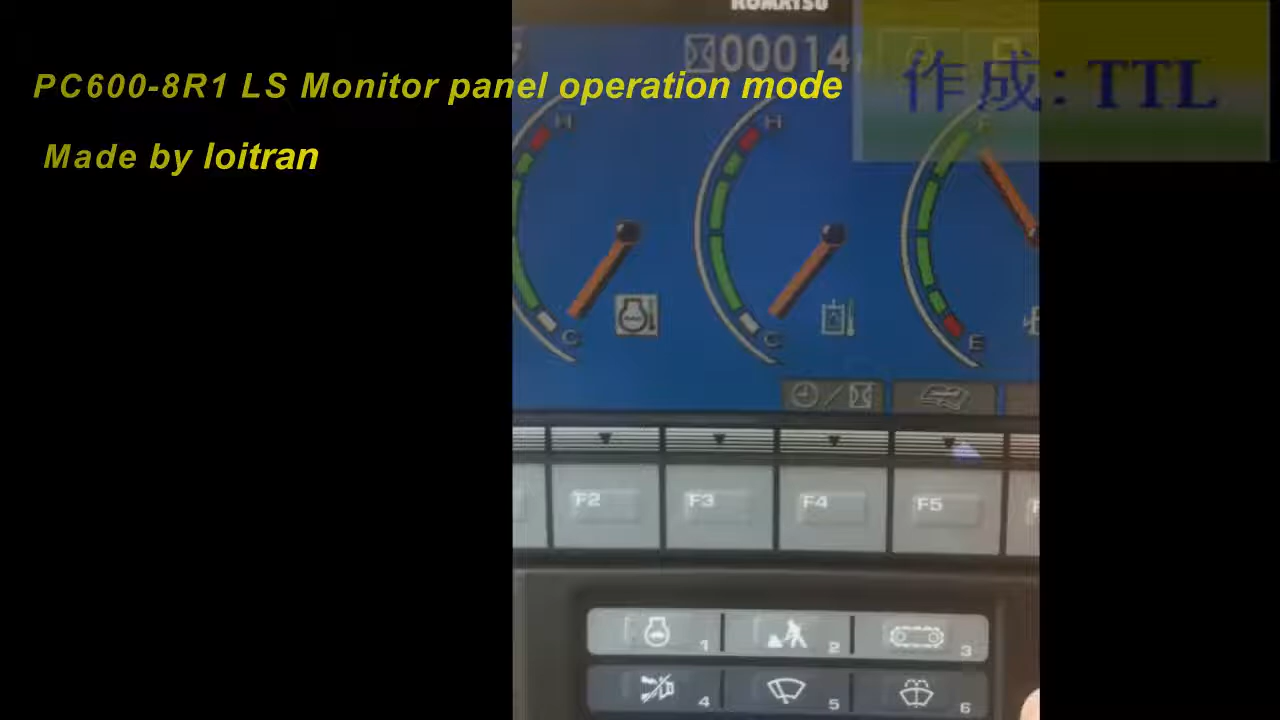 KOMATSU
00014
作成: TTL
PC600-8R1 LS Monitor panel operation mode
Made by loitran
H
H
F
C
C
E
F2
F3
F4
F5
1
2
3
4
5
6